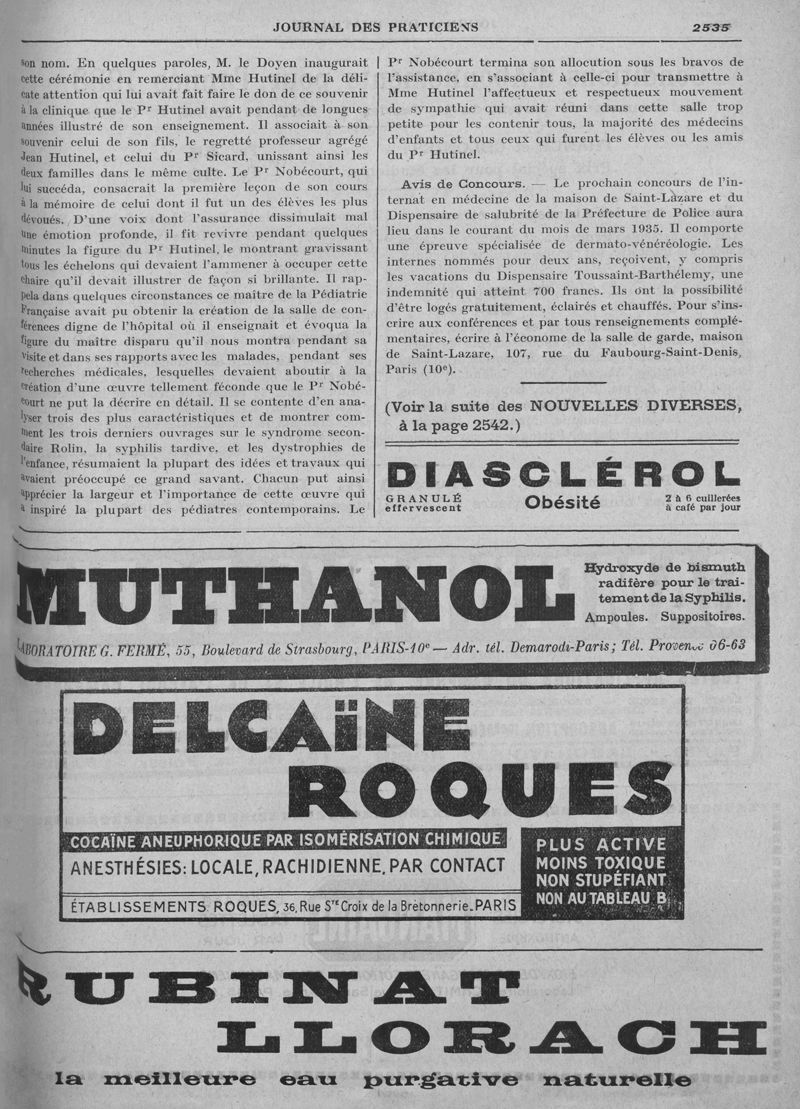 JOURNAL DES PRATICIENS 2535
son nom. En quelques paroles, M. le Doyen inaugurait
cette cérémonie en remerciant Mme Hutinel de la déli-
cate attention qui lui avait fait faire le don de ce souvenir
à la clinique que le Pr Hutinel avait pendant de longues
années illustré de son enseignement. Il associait à son
souvenir celui de son fils, le regretté professeur agrégé
Jean Hutinel, et celui du Pr Sicard, unissant ainsi les
deux familles dans le même culte. Le Pr Nobécourt, qui
lui succéda, consacrait la première leçon de son cours
à la mémoire de celui dont il fut un des élèves les plus
dévoués. D'une voix dont l'assurance dissimulait mal
une émotion profonde, il fit revivre pendant quelques
minutes la figure du Pr Hutinel, le montrant gravissant
tous les échelons qui devaient l'ammener à occuper cette
chaire qu'il devait illustrer de façon si brillante. Il rap-
pela dans quelques circonstances ce maître de la Pédiatrie
Française avait pu obtenir la création de la salle de con-
férences digne de l'hôpital où il enseignait et évoqua la
figure du maître disparu qu'il nous montra pendant sa
visite et dans ses rapports avec les malades, pendant ses
recherches médicales, lesquelles devaient aboutir à la
création d'une œuvre tellement féconde que le Pr Nobé-
court ne put la décrire en détail. Il se contente d'en ana-
lyser trois des plus caractéristiques et de montrer com-
ment les trois derniers ouvrages sur le syndrome secon-
daire Rolin, la syphilis tardive, et les dystrophies de
l'enfance, résumaient la plupart des idées et travaux qui
avaient préoccupé ce grand savant. Chacun put ainsi
apprécier la largeur et l'importance de cette œuvre qui
a inspiré la plupart des pédiatres contemporains. Le
Pr Nobécourt termina son allocution sous les bravos de
l'assistance, en s'associant à celle-ci pour transmettre à
Mme Hutinel l'affectueux et respectueux mouvement
de sympathie qui avait réuni dans cette salle trop
petite pour les contenir tous, la majorité des médecins
d'enfants et tous ceux qui furent les élèves ou les amis
du Pr Hutinel.
Avis de Concours. — Le prochain concours de l'in-
ternat en médecine de la maison de Saint-Làzare et du
Dispensaire de salubrité de la Préfecture de Police aura
lieu dans le courant du mois de mars 1935. Il comporte
une épreuve spécialisée de dermato-vénéréologie. Les
internes nommés pour deux ans, reçoivent, y compris
les vacations du Dispensaire Toussaint-Barthélemy, une
indemnité qui atteint 700 francs. Ils ont la possibilité
d'être logés gratuitement, éclairés et chauffés. Pour s'ins-
crire aux conférences et par tous renseignements complé-
mentaires, écrire à l'économe de la salle de garde, maison
de Saint-Lazare, 107, rue du Faubourg-Saint-Denis,
Paris (10e).
(Voir la suite des NOUVELLES DIVERSES,
à la page 2542.)
DIASCLÉROL
GRANULÉ
effervescent
Obésité
2 à 6 cuillerées
à café par jour
MUTHANOL
Hydroxyde de bismuth
radifère pour le trai-
tement de la Syphilis.
Ampoules. Suppositoires.
LABORATOIRE G. FERMÉ, 55, Boulevard de Strasbourg, PARIS-10e — Adr. tél. Demarodi-Paris; Tél. Provence 06-63
DELCAÏNE
ROQUES
COCAÏNE ANEUPHORIQUE PAR ISOMÉRISATION CHIMIQUE
ANESTHÉSIES: LOCALE, RACHIDIENNE, PAR CONTACT
ÉTABLISSEMENTS ROQUES, 36, Rue STE Croix de la Bretonnerie. PARIS
PLUS ACTIVE
MOINS TOXIQUE
NON STUPÉFIANT
NON AU TABLEAU B
RUBINAT
LLORACH
la meilleure eau purgative naturelle